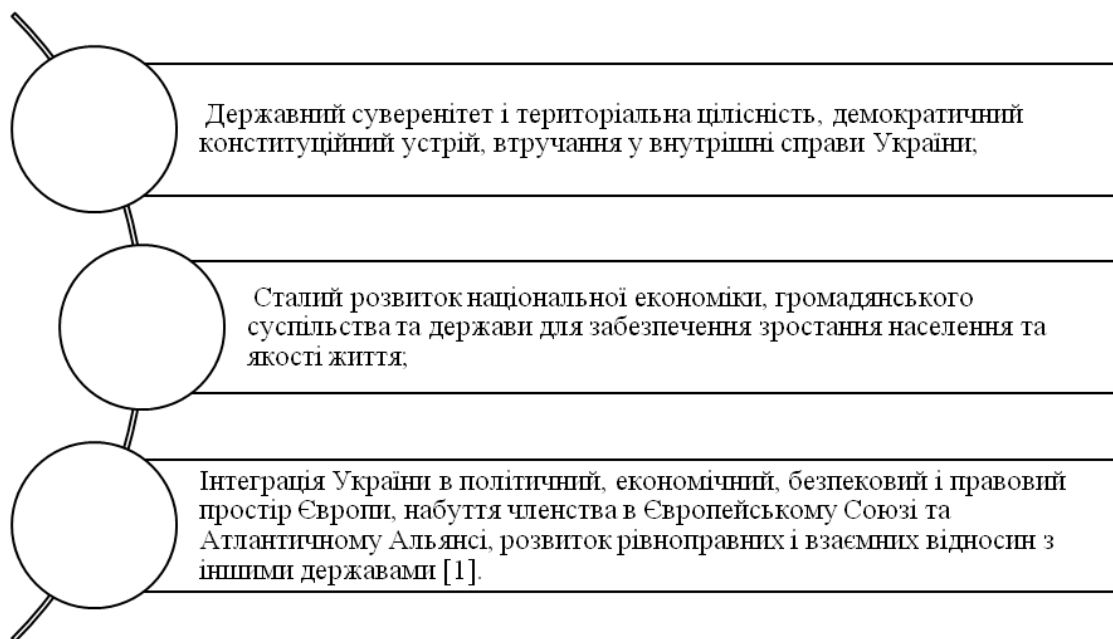 Державний суверенітет і територіальна цілісність, демократичний
конституційний устрій, втручання у внутрішні справи України;
Сталий розвиток національної економіки, громадянського
суспільства та держави для забезпечення зростання населення та
якості життя;
Інтеграція України в політичний, економічний, безпековий і правовий
простір Європи, набуття членства в Європейському Союзі та
Атлантичному Альянсі, розвиток рівноправних і взаємних відносин з
іншими державами [1].